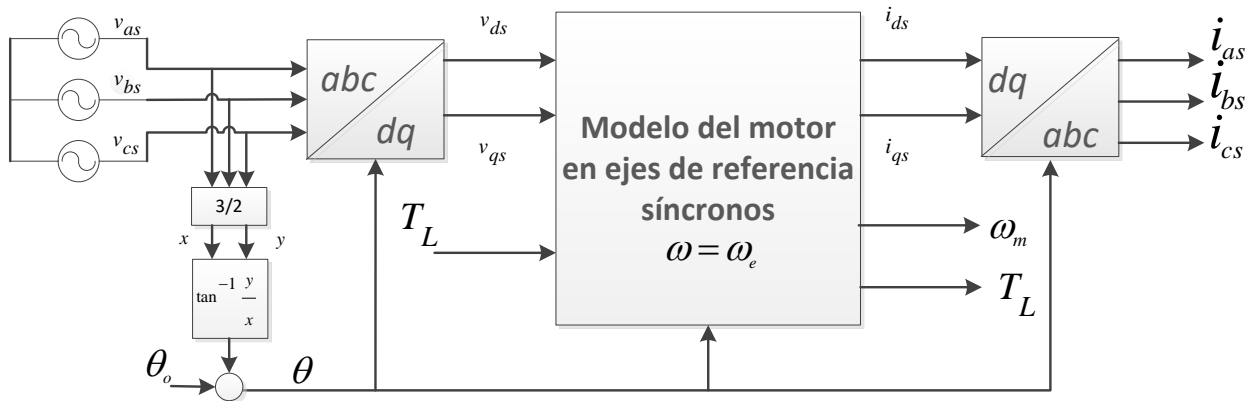 v_as
v_bs
v_cs
abc
dq
v_ds
v_qs
T_L
Modelo del motor
en ejes de referencia
síncronos
ω = ω_e
i_ds
i_qs
ω_m
T_L
dq
abc
i_as
i_bs
i_cs
3/2
x
y
tan^-1 y/x
θ_o
θ